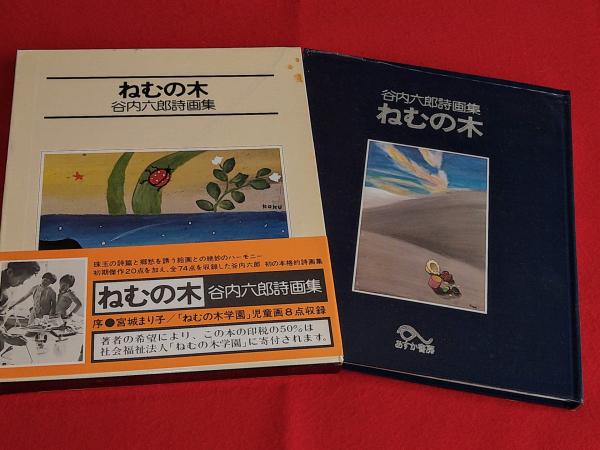 ねむの木
谷内六郎詩画集
roku
珠玉の詩篇と郷愁を誘う絵画との絶妙のハーモニー
初期傑作20点を加え、全74点を収録した谷内六郎 初の本格的詩画集
ねむの木 谷内六郎詩画集
序●宮城まり子/「ねむの木学園」児童画8点収録
著者の希望により、この本の印税の50%は
社会福祉法人「ねむの木学園」に寄付されます。
谷内六郎詩画集
ねむの木
あすか書房